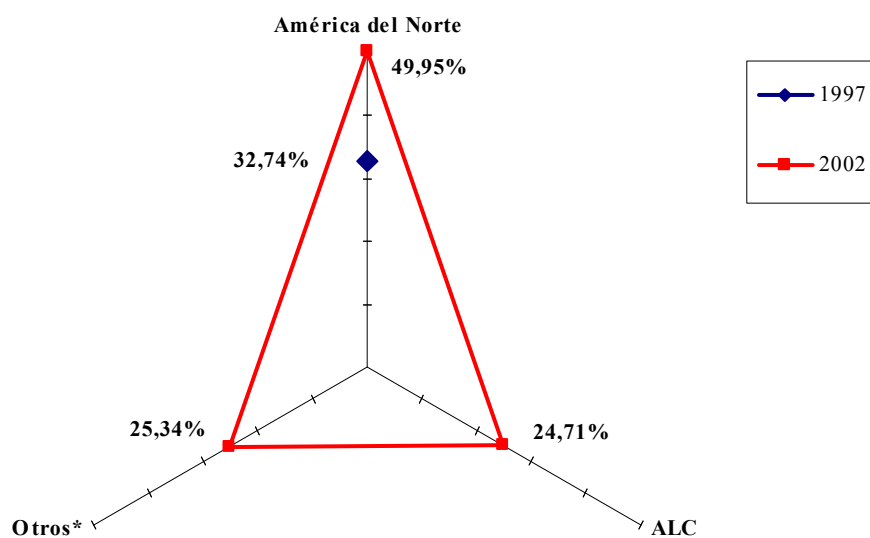 América del Norte
49,95%
32,74%
1997
2002
25,34%
24,71%
Otros*
ALC